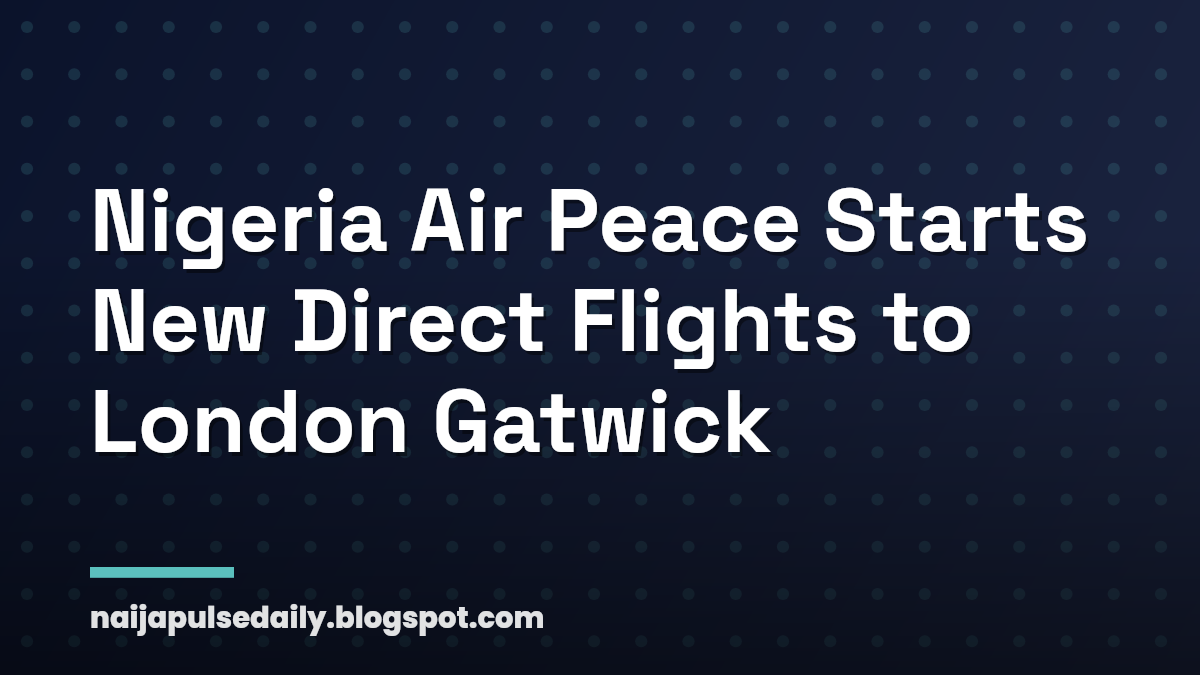 Nigeria Air Peace Starts
New Direct Flights to
London Gatwick
naijapulsedaily.blogspot.com